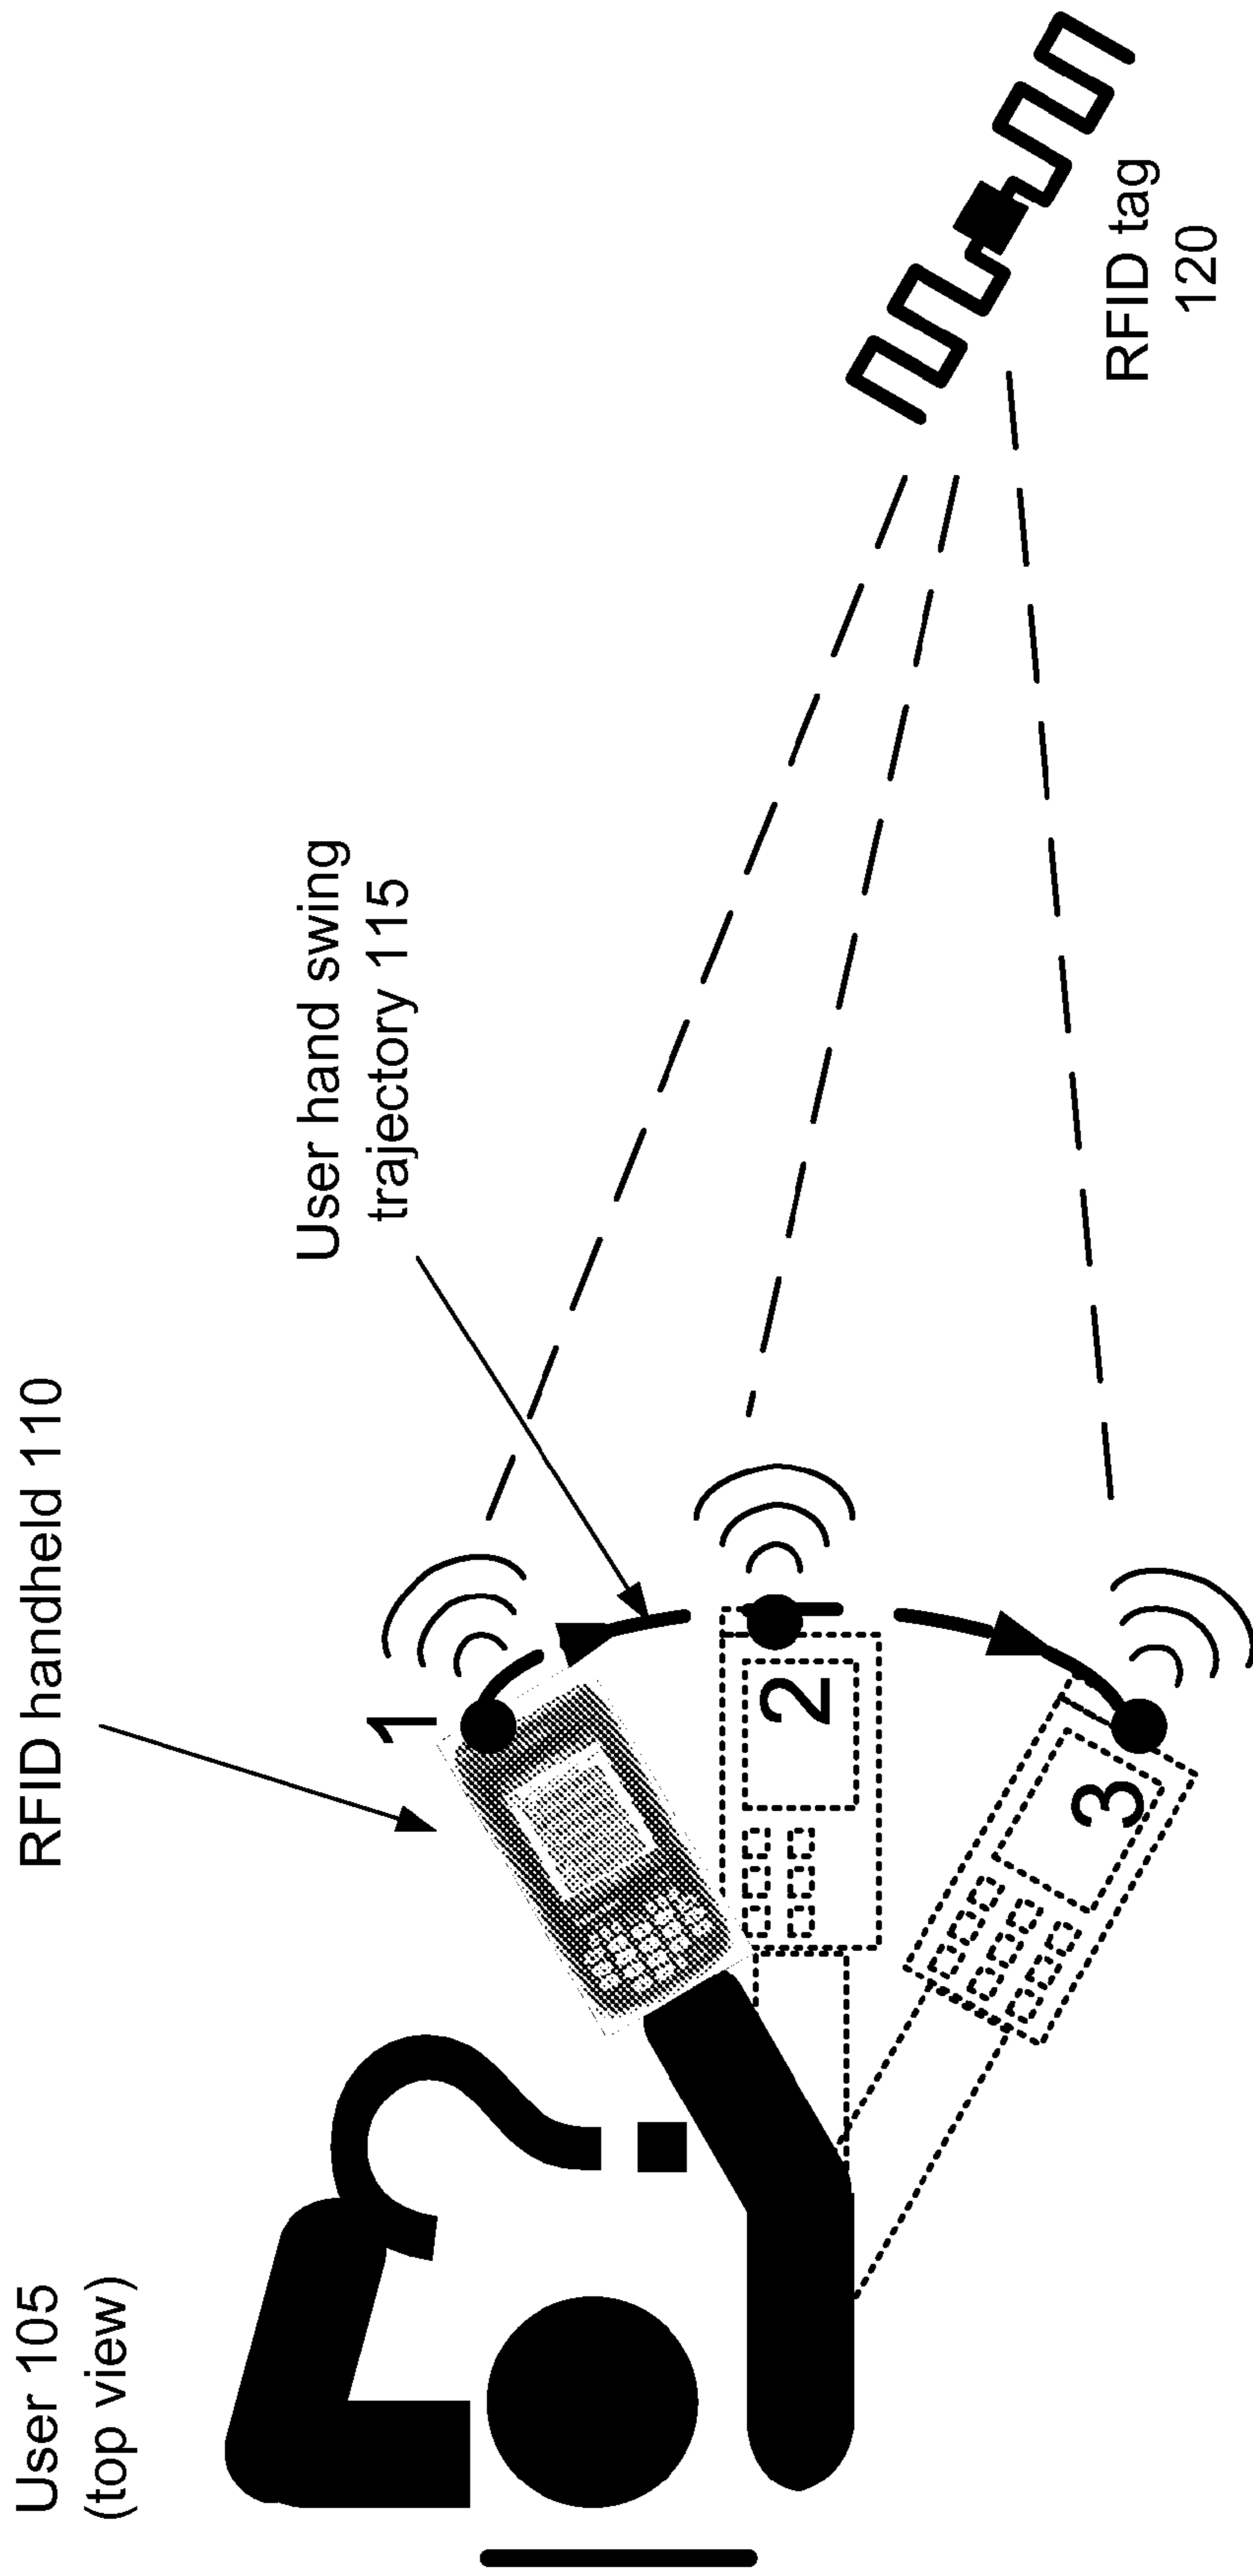 User 105
(top view)
RFID handheld 110
User hand swing
trajectory 115
1
2
3
RFID tag
120